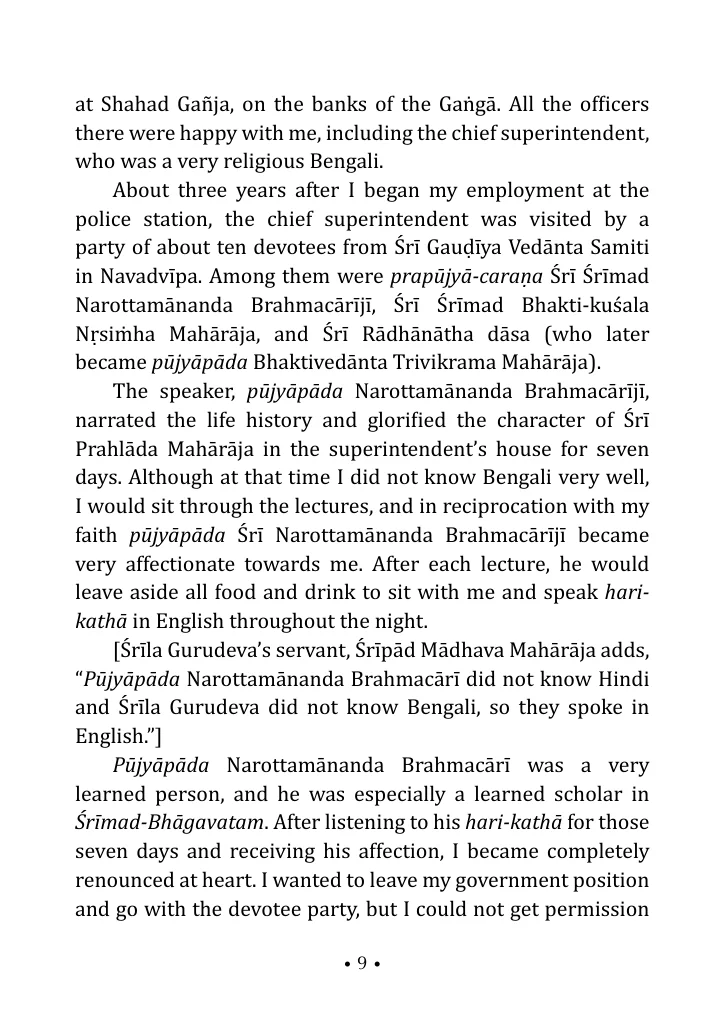 at Shahad Gañja, on the banks of the Gaṅgā. All the officers
there were happy with me, including the chief superintendent,
who was a very religious Bengali.
About three years after I began my employment at the
police station, the chief superintendent was visited by a
party of about ten devotees from Śrī Gauḍīya Vedānta Samiti
in Navadvīpa. Among them were prapūjyā-caraṇa Śrī Śrīmad
Narottamānanda Brahmacārījī, Śrī Śrīmad Bhakti-kuśala
Nṛsiṁha Mahārāja, and Śrī Rādhānātha dāsa (who later
became pūjyāpāda Bhaktivedānta Trivikrama Mahārāja).
The speaker, pūjyāpāda Narottamānanda Brahmacārījī,
narrated the life history and glorified the character of Śrī
Prahlāda Mahārāja in the superintendent’s house for seven
days. Although at that time I did not know Bengali very well,
I would sit through the lectures, and in reciprocation with my
faith pūjyāpāda Śrī Narottamānanda Brahmacārījī became
very affectionate towards me. After each lecture, he would
leave aside all food and drink to sit with me and speak hari-
kathā in English throughout the night.
[Śrīla Gurudeva’s servant, Śrīpād Mādhava Mahārāja adds,
“Pūjyāpāda Narottamānanda Brahmacārī did not know Hindi
and Śrīla Gurudeva did not know Bengali, so they spoke in
English.”]
Pūjyāpāda Narottamānanda Brahmacārī was a very
learned person, and he was especially a learned scholar in
Śrīmad-Bhāgavatam. After listening to his hari-kathā for those
seven days and receiving his affection, I became completely
renounced at heart. I wanted to leave my government position
and go with the devotee party, but I could not get permission
• 9 •